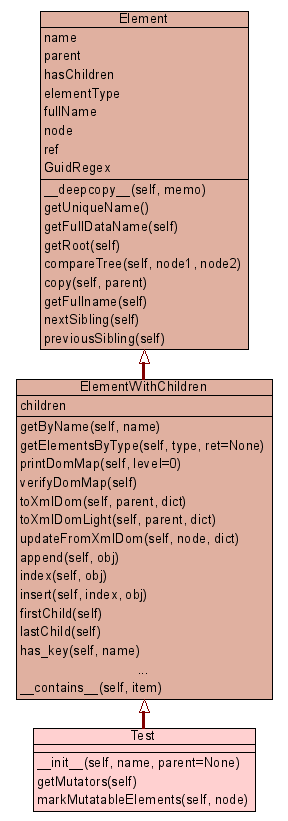 Element
name
parent
hasChildren
elementType
fullName
node
ref
GuidRegex
__deepcopy__(self, memo)
getUniqueName()
getFullDataName(self)
getRoot(self)
compareTree(self, node1, node2)
copy(self, parent)
getFullname(self)
nextSibling(self)
previousSibling(self)
ElementWithChildren
children
getByName(self, name)
getElementsByType(self, type, ret=None)
printDomMap(self, level=0)
verifyDomMap(self)
toXmlDom(self, parent, dict)
toXmlDomLight(self, parent, dict)
updateFromXmlDom(self, node, dict)
append(self, obj)
index(self, obj)
insert(self, index, obj)
firstChild(self)
lastChild(self)
has_key(self, name)
...
__contains__(self, item)
Test
__init__(self, name, parent=None)
getMutators(self)
markMutatableElements(self, node)